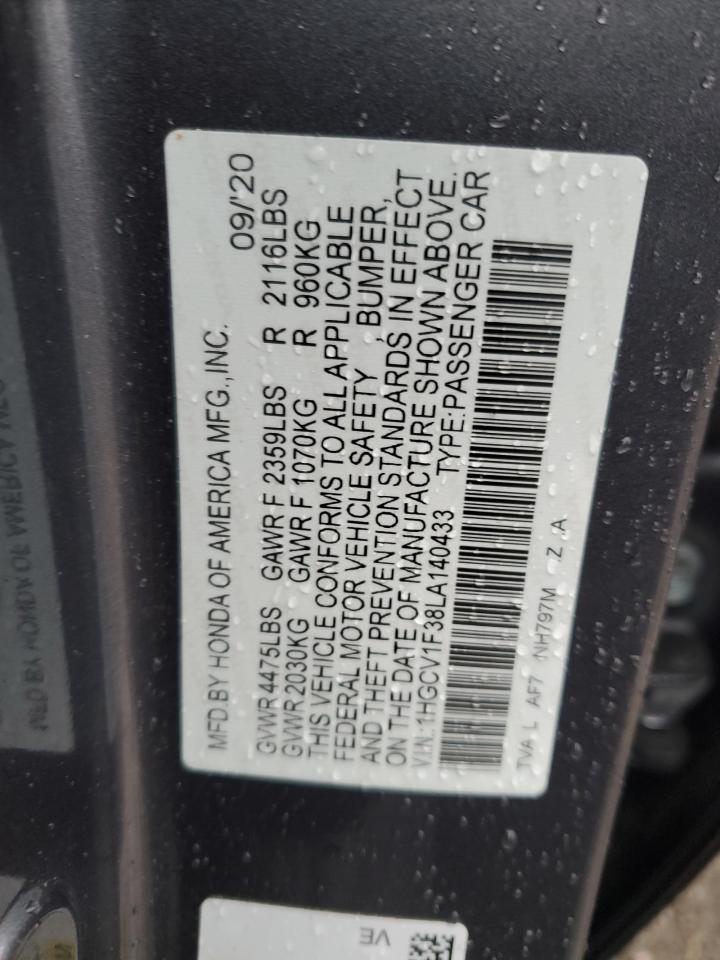 MFD.BY HONDA OF AMERICA MFG.,INC. 09/'20
GVWR 4475LBS GAWR F 2359LBS R 2116LBS
GVWR 2030KG GAWR F 1070KG R 960KG
THIS VEHICLE CONFORMS TO ALL APPLICABLE
FEDERAL MOTOR VEHICLE SAFETY , BUMPER,
AND THEFT PREVENTION STANDARDS IN EFFECT
ON THE DATE OF MANUFACTURE SHOWN ABOVE.
V.I.N.:1HGCV1F38LA140433 TYPE:PASSENGER CAR
TVA L AF7 NH797M Z A
VE